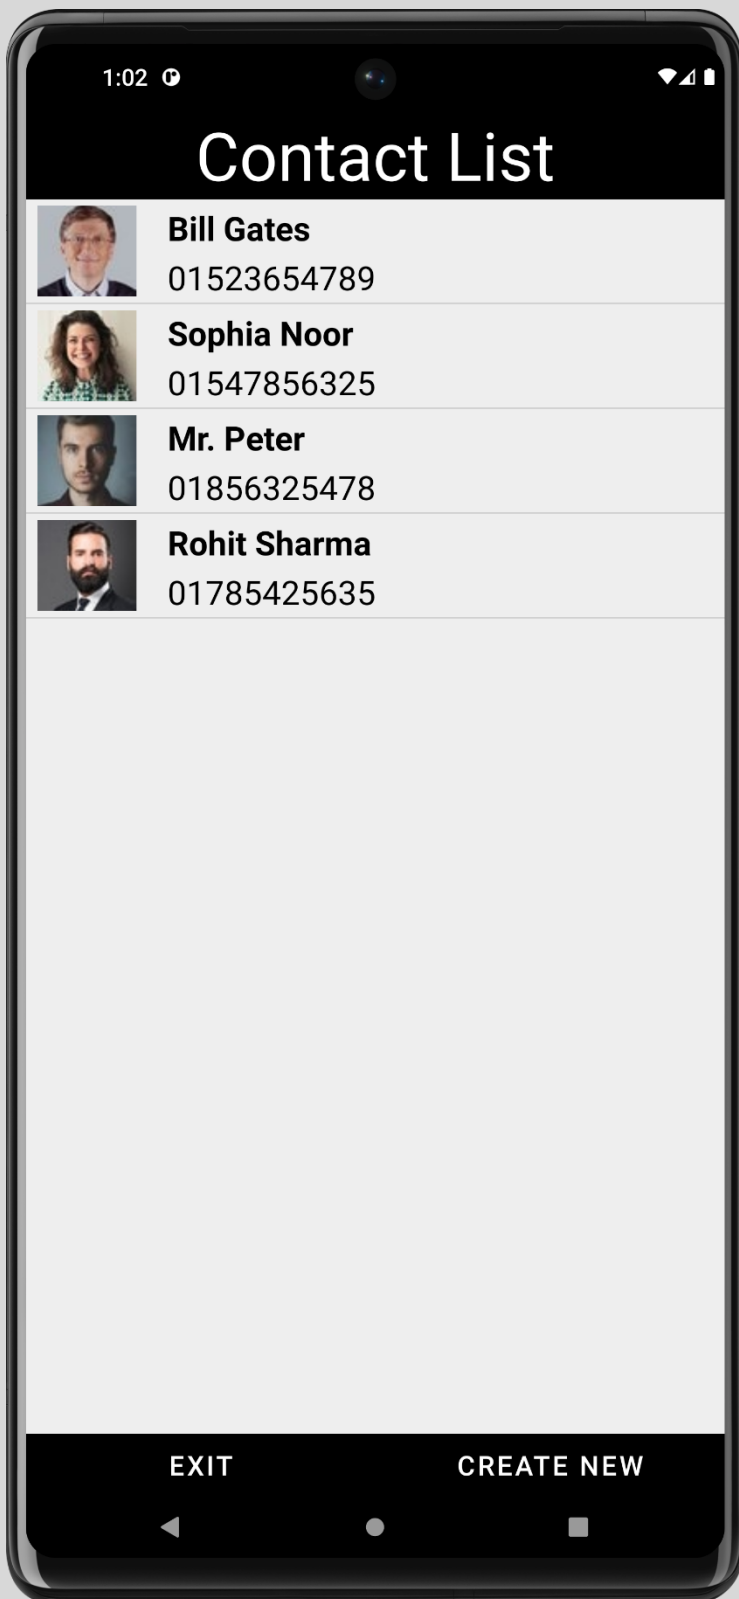 1:02
Contact List
Bill Gates
01523654789
Sophia Noor
01547856325
Mr. Peter
01856325478
Rohit Sharma
01785425635
EXIT CREATE NEW